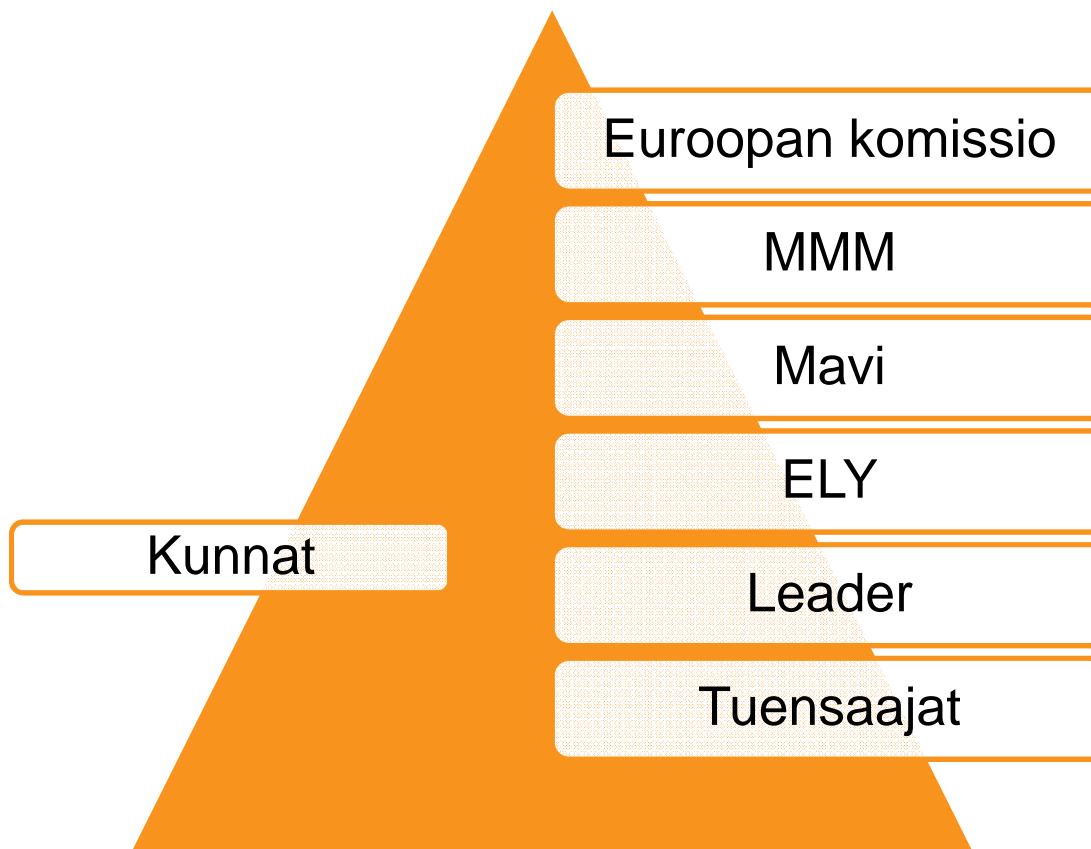 Euroopan komissio
MMM
Mavi
ELY
Kunnat
Leader
Tuensaajat